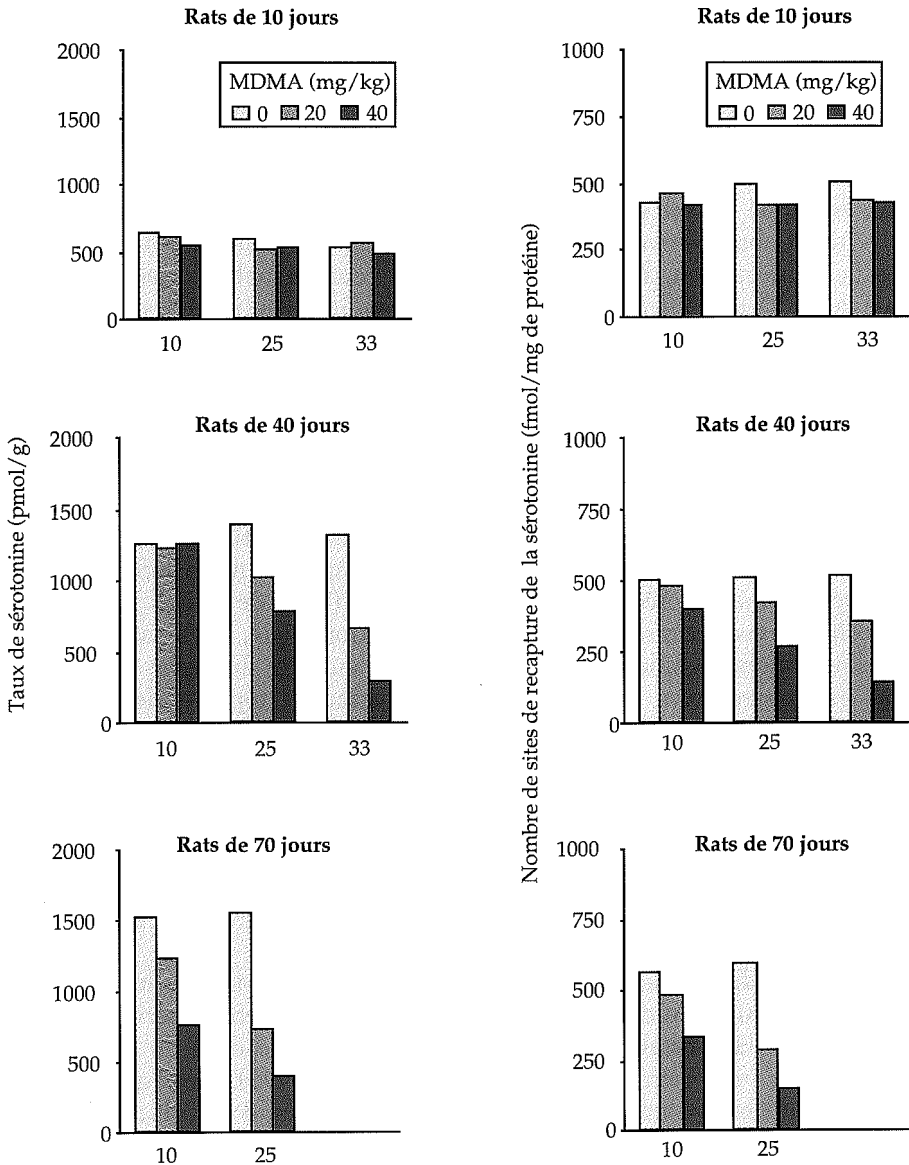 Rats de 10 jours
2000
1500
1000
500
0
MDMA (mg/kg)
0 20 40
10 25 33
Rats de 10 jours
1000
750
500
250
0
MDMA (mg/kg)
0 20 40
10 25 33
Taux de sérotonine (pmol/g)
Nombre de sites de recapture de la sérotonine (fmol/mg de protéine)
Rats de 40 jours
2000
1500
1000
500
0
10 25 33
Rats de 40 jours
1000
750
500
250
0
10 25 33
Rats de 70 jours
2000
1500
1000
500
0
10 25
Rats de 70 jours
1000
750
500
250
0
10 25